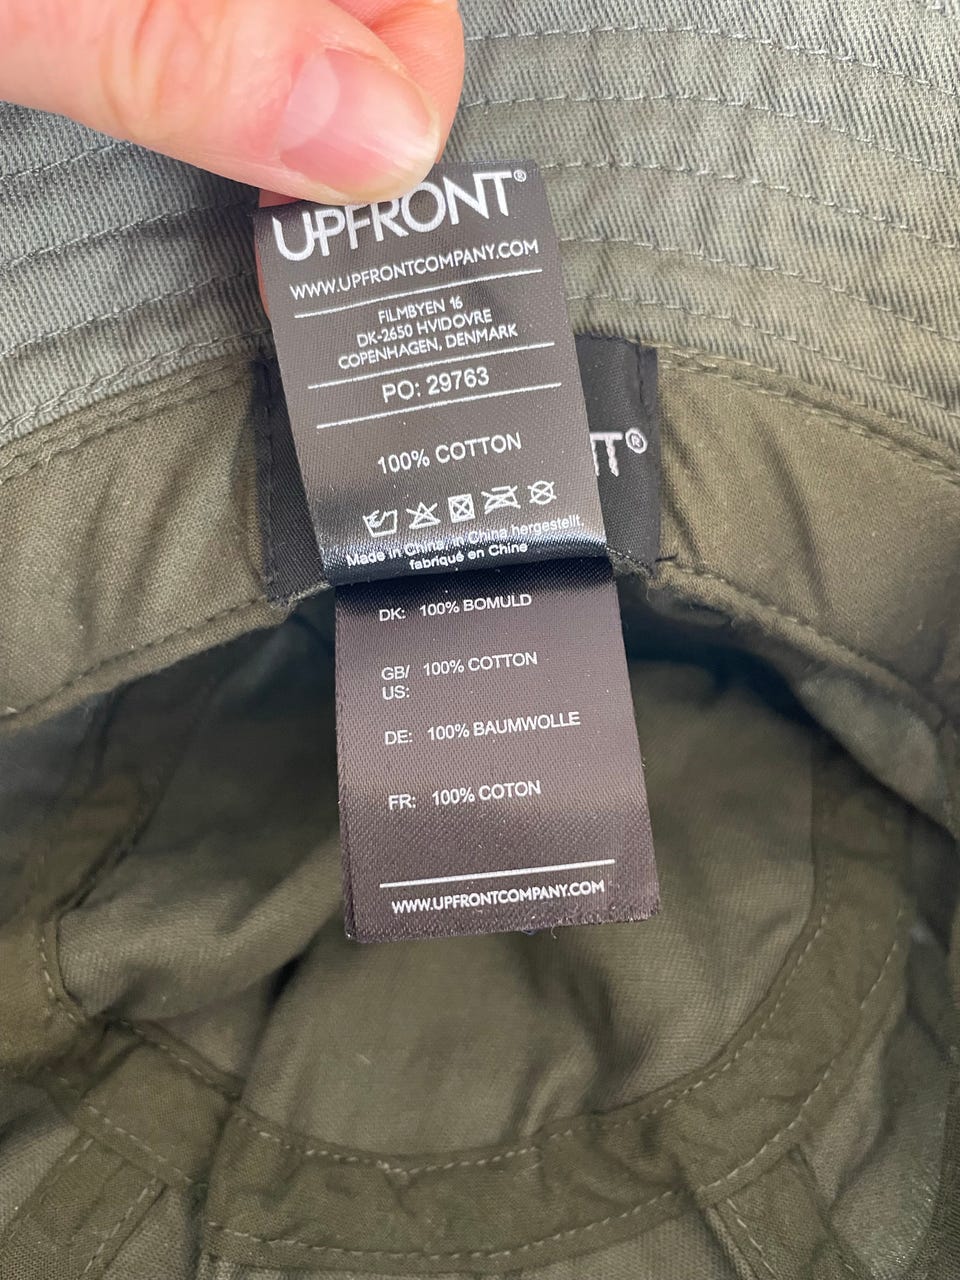 UPFRONT®
WWW.UPFRONTCOMPANY.COM
FILMBYEN 16
DK-2650 HVIDOVRE
COPENHAGEN, DENMARK
PO: 29763
100% COTTON
Made in China, in China hergestellt,
fabriqué en Chine
DK: 100% BOMULD
GB/ 100% COTTON
US:
DE: 100% BAUMWOLLE
FR: 100% COTON
WWW.UPFRONTCOMPANY.COM